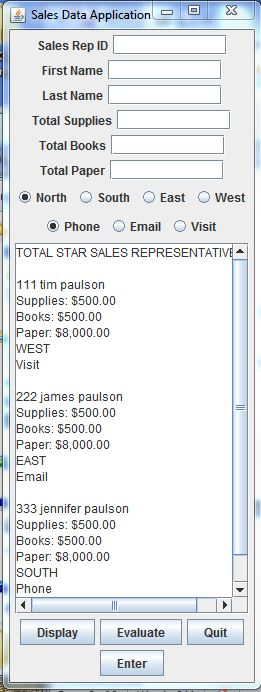 Sales Data Application
Sales Rep ID
First Name
Last Name
Total Supplies
Total Books
Total Paper
North South East West
Phone Email Visit
TOTAL STAR SALES REPRESENTATIVE
111 tim paulson
Supplies: $500.00
Books: $500.00
Paper: $8,000.00
WEST
Visit
222 james paulson
Supplies: $500.00
Books: $500.00
Paper: $8,000.00
EAST
Email
333 jennifer paulson
Supplies: $500.00
Books: $500.00
Paper: $8,000.00
SOUTH
Phone
Display Evaluate Quit
Enter